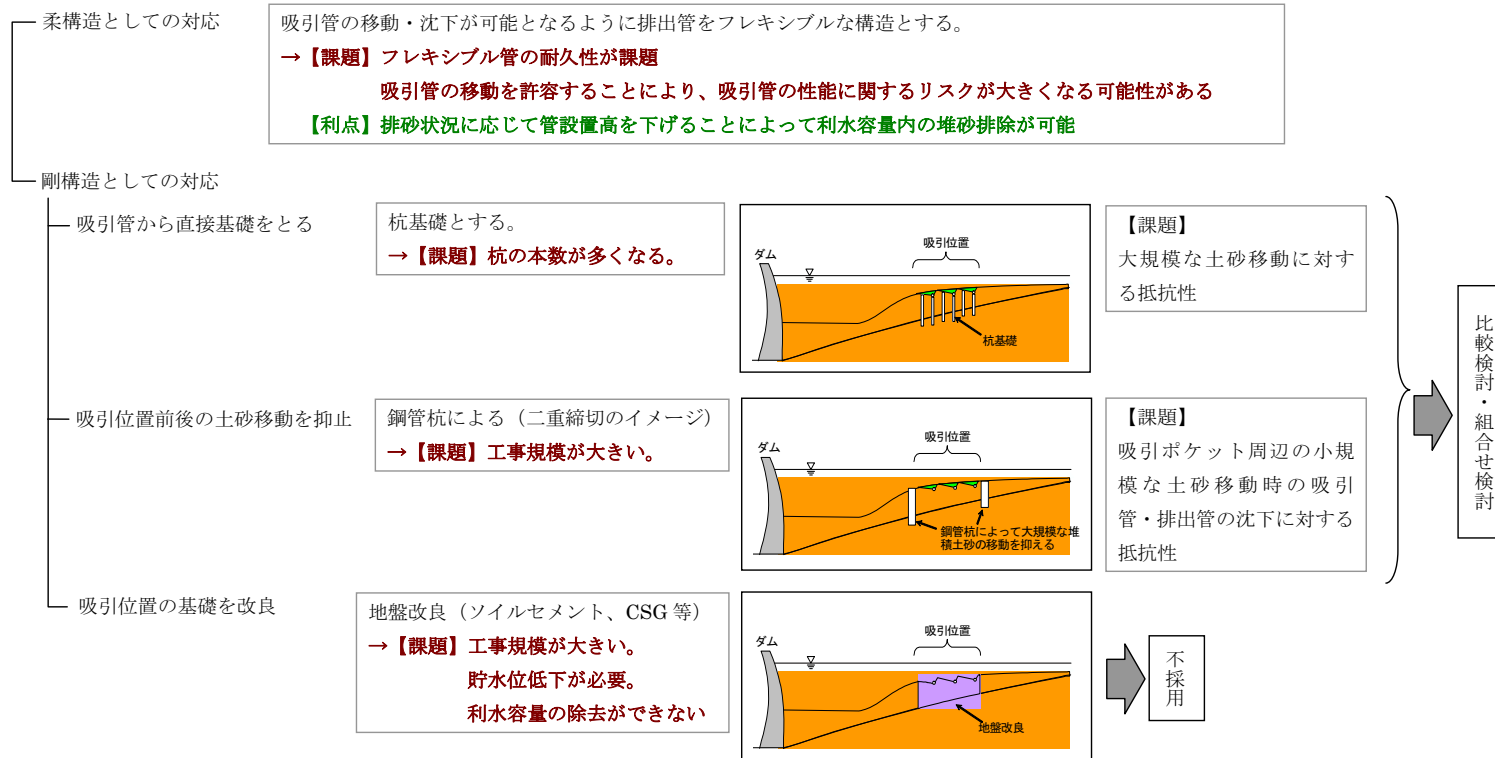 柔構造としての対応
吸引管の移動・沈下が可能となるように排出管をフレキシブルな構造とする。
→【課題】フレキシブル管の耐久性が課題
吸引管の移動を許容することにより、吸引管の性能に関するリスクが大きくなる可能性がある
【利点】排砂状況に応じて管設置高を下げることによって利水容量内の堆砂排除が可能
剛構造としての対応
吸引管から直接基礎をとる
杭基礎とする。
→【課題】杭の本数が多くなる。
吸引位置
ダム
杭基礎
【課題】
大規模な土砂移動に対す
る抵抗性
吸引位置前後の土砂移動を抑止
鋼管杭による（二重締切のイメージ）
→【課題】工事規模が大きい。
吸引位置
ダム
鋼管杭によって大規模な堆
積土砂の移動を抑える
【課題】
吸引ポケット周辺の小規
模な土砂移動時の吸引
管・排出管の沈下に対する
抵抗性
比較検討・組合せ検討
吸引位置の基礎を改良
地盤改良（ソイルセメント、CSG 等）
→【課題】工事規模が大きい。
貯水位低下が必要。
利水容量の除去ができない
吸引位置
ダム
地盤改良
不採用